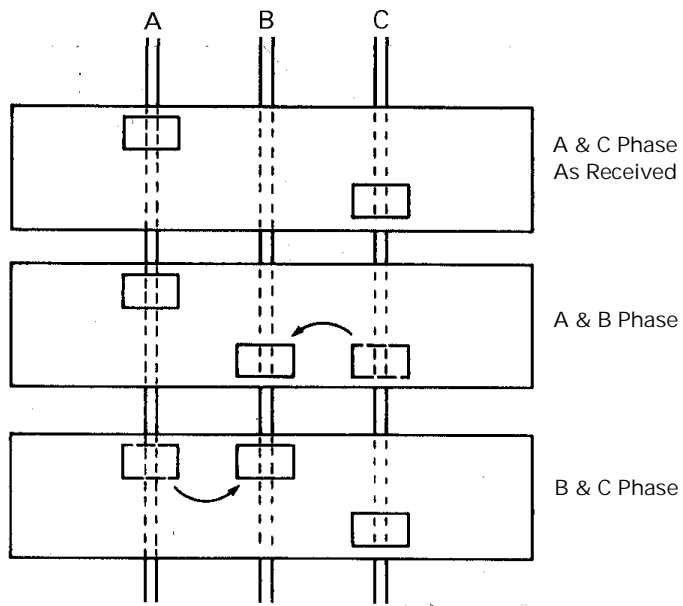 A B C
A & C Phase
As Received
A & B Phase
B & C Phase